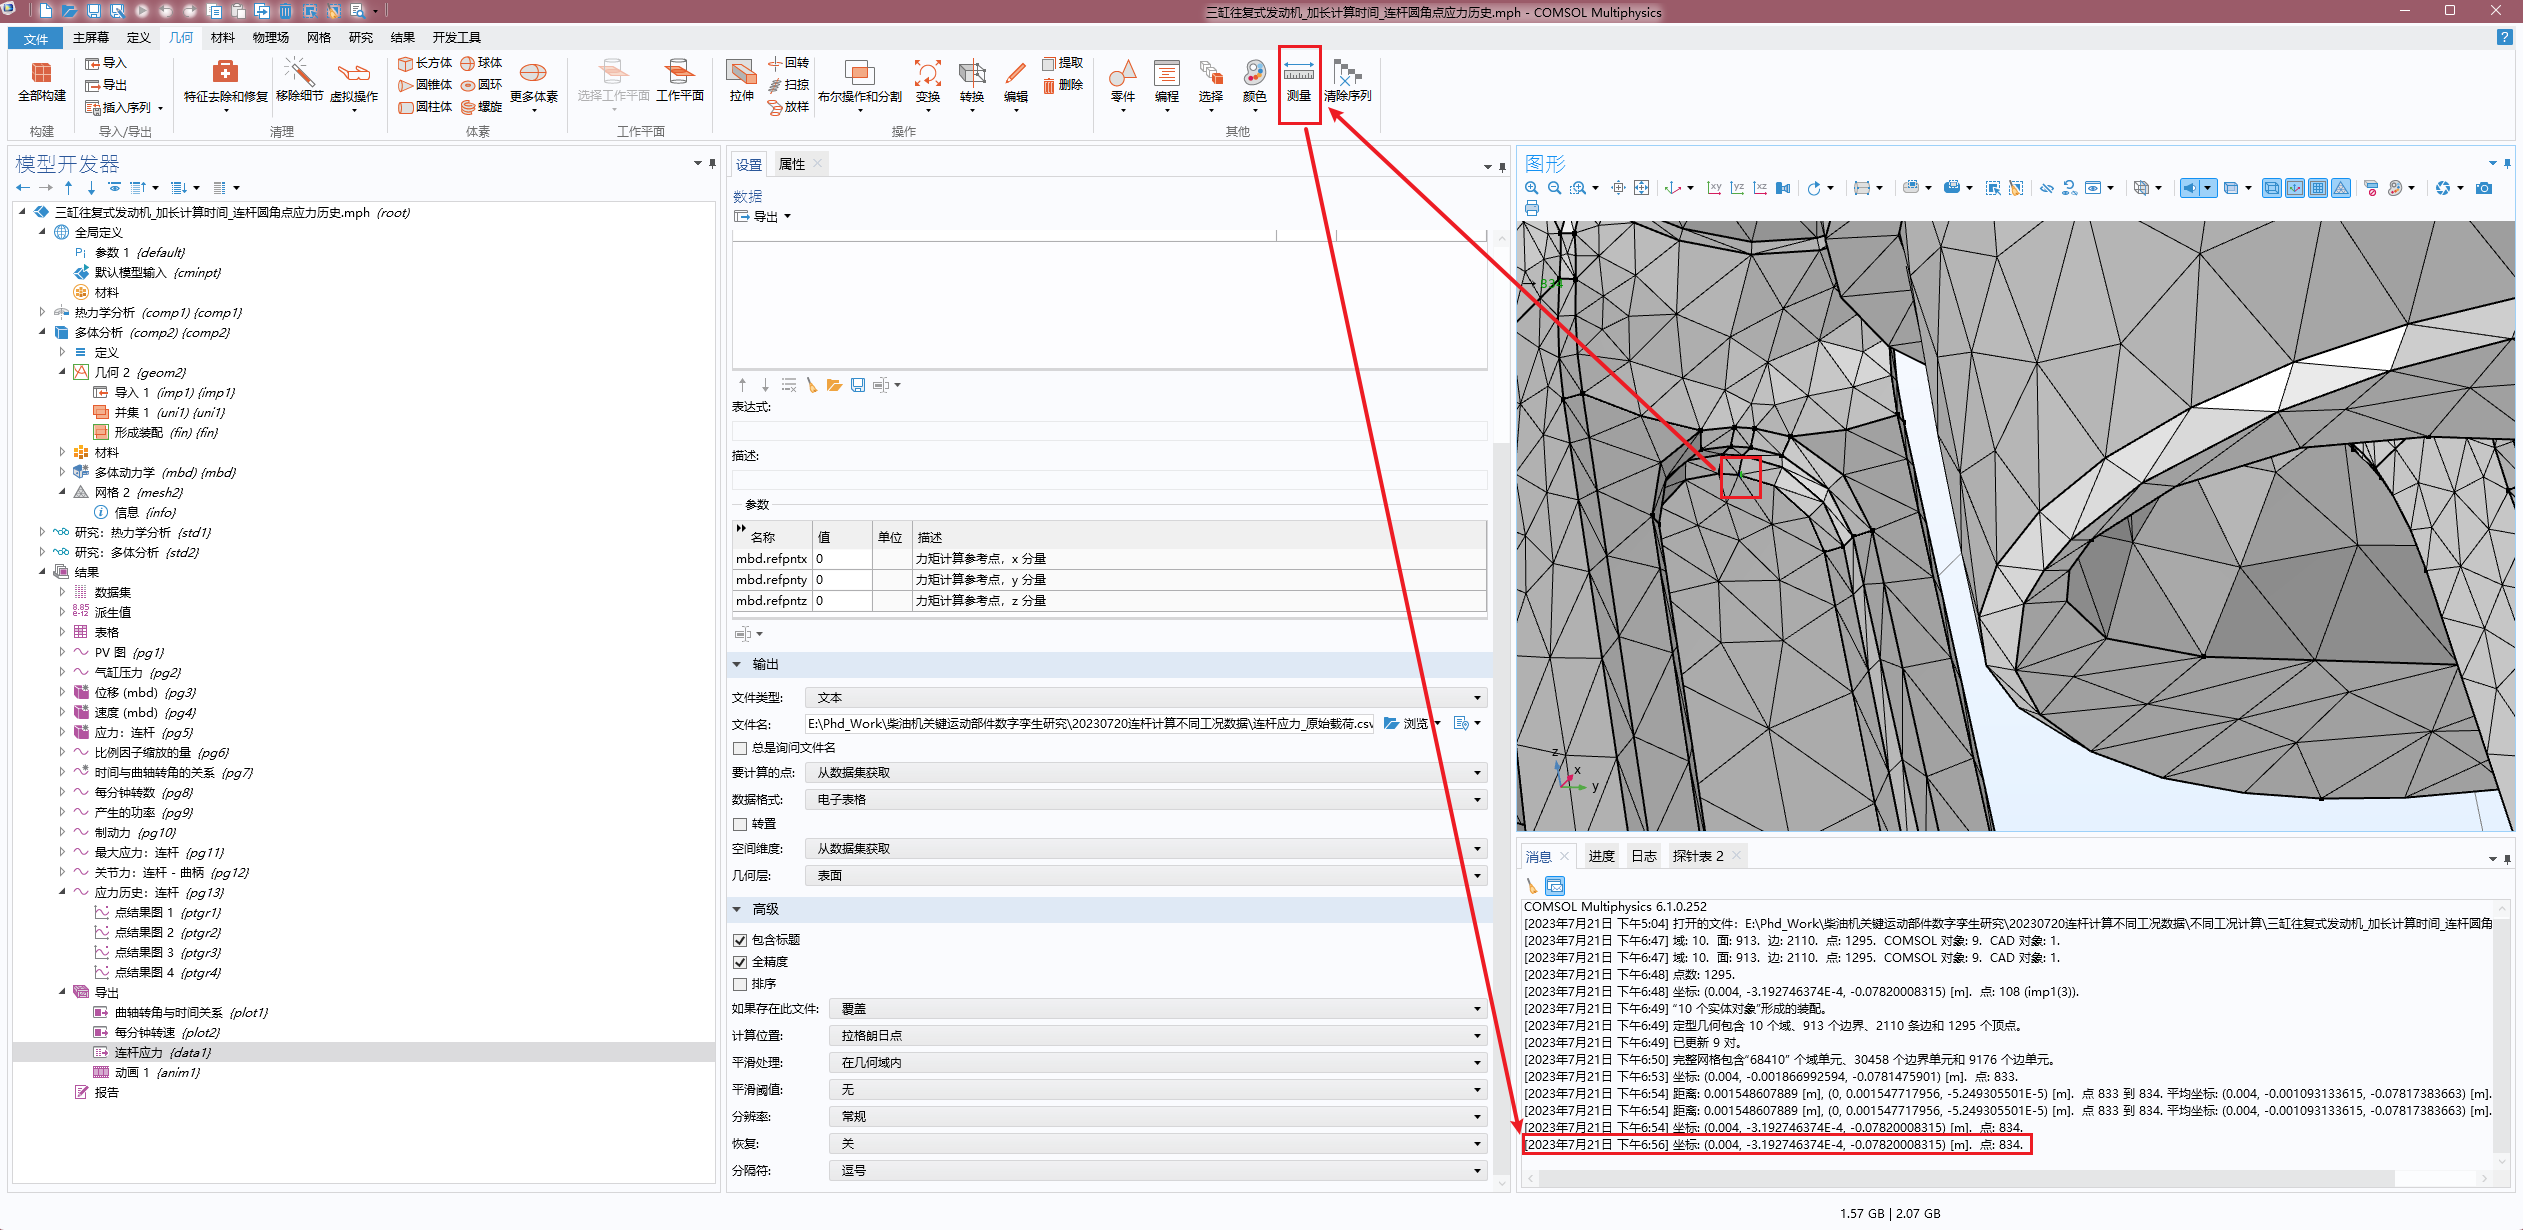 三缸往复式发动机_加长计算时间_连杆圆角点应力历史.mph - COMSOL Multiphysics
文件 主屏幕 定义 几何 材料 物理场 网格 研究 结果 开发工具
全部构建
构建
导入
导出
插入序列
导入/导出
特征去除和修复 移除细节 虚拟操作
清理
长方体 球体
圆锥体 圆环
圆柱体 螺旋
更多体素
体素
选择工作平面 工作平面
工作平面
拉伸
回转
扫掠
放样
布尔操作和分割 变换 转换 编辑
提取
删除
操作
零件 编程 选择 颜色 测量 清除序列
其他
模型开发器
三缸往复式发动机_加长计算时间_连杆圆角点应力历史.mph (root)
全局定义
Pi 参数 1 {default}
默认模型输入 {cminpt}
材料
热力学分析 (comp1) {comp1}
多体分析 (comp2) {comp2}
定义
几何 2 {geom2}
导入 1 (imp1) {imp1}
并集 1 (uni1) {uni1}
形成装配 (fin) {fin}
材料
多体动力学 (mbd) {mbd}
网格 2 {mesh2}
信息 {info}
研究：热力学分析 {std1}
研究：多体分析 {std2}
结果
数据集
8.85
e-12
派生值
表格
PV 图 {pg1}
气缸压力 {pg2}
位移 (mbd) {pg3}
速度 (mbd) {pg4}
应力：连杆 {pg5}
比例因子缩放的量 {pg6}
时间与曲轴转角的关系 {pg7}
每分钟转数 {pg8}
产生的功率 {pg9}
制动力 {pg10}
最大应力：连杆 {pg11}
关节力：连杆 - 曲柄 {pg12}
应力历史：连杆 {pg13}
点结果图 1 {ptgr1}
点结果图 2 {ptgr2}
点结果图 3 {ptgr3}
点结果图 4 {ptgr4}
导出
曲轴转角与时间关系 {plot1}
每分钟转速 {plot2}
连杆应力 {data1}
动画 1 {anim1}
报告
设置 属性
数据
导出
表达式:
描述:
参数
名称 值 单位 描述
mbd.refpntx 0 力矩计算参考点，x 分量
mbd.refpnty 0 力矩计算参考点，y 分量
mbd.refpntz 0 力矩计算参考点，z 分量
输出
文件类型: 文本
文件名: E:\Phd_Work\柴油机关键运动部件数字孪生研究\20230720连杆计算不同工况数据\连杆应力_原始载荷.csv 浏览
总是询问文件名
要计算的点: 从数据集获取
数据格式: 电子表格
转置
空间维度: 从数据集获取
几何层: 表面
高级
包含标题
全精度
排序
如果存在此文件: 覆盖
计算位置: 拉格朗日点
平滑处理: 在几何域内
平滑阈值: 无
分辨率: 常规
恢复: 关
分隔符: 逗号
图形
xy yz xz
834
z
x
y
消息 进度 日志 探针表 2
COMSOL Multiphysics 6.1.0.252
[2023年7月21日 下午5:04] 打开的文件：E:\Phd_Work\柴油机关键运动部件数字孪生研究\20230720连杆计算不同工况数据\不同工况计算\三缸往复式发动机_加长计算时间_连杆圆角
[2023年7月21日 下午6:47] 域: 10. 面: 913. 边: 2110. 点: 1295. COMSOL 对象: 9. CAD 对象: 1.
[2023年7月21日 下午6:47] 域: 10. 面: 913. 边: 2110. 点: 1295. COMSOL 对象: 9. CAD 对象: 1.
[2023年7月21日 下午6:48] 点数: 1295.
[2023年7月21日 下午6:48] 坐标: (0.004, -3.192746374E-4, -0.07820008315) [m]. 点: 108 (imp1(3)).
[2023年7月21日 下午6:49] “10 个实体对象”形成的装配。
[2023年7月21日 下午6:49] 定型几何包含 10 个域、913 个边界、2110 条边和 1295 个顶点。
[2023年7月21日 下午6:49] 已更新 9 对。
[2023年7月21日 下午6:50] 完整网格包含“68410” 个域单元、30458 个边界单元和 9176 个边单元。
[2023年7月21日 下午6:53] 坐标: (0.004, -0.001866992594, -0.0781475901) [m]. 点: 833.
[2023年7月21日 下午6:54] 距离: 0.001548607889 [m], (0, 0.001547717956, -5.249305501E-5) [m]. 点 833 到 834. 平均坐标: (0.004, -0.001093133615, -0.07817383663) [m].
[2023年7月21日 下午6:54] 距离: 0.001548607889 [m], (0, 0.001547717956, -5.249305501E-5) [m]. 点 833 到 834. 平均坐标: (0.004, -0.001093133615, -0.07817383663) [m].
[2023年7月21日 下午6:54] 坐标: (0.004, -3.192746374E-4, -0.07820008315) [m]. 点: 834.
[2023年7月21日 下午6:56] 坐标: (0.004, -3.192746374E-4, -0.07820008315) [m]. 点: 834.
1.57 GB | 2.07 GB